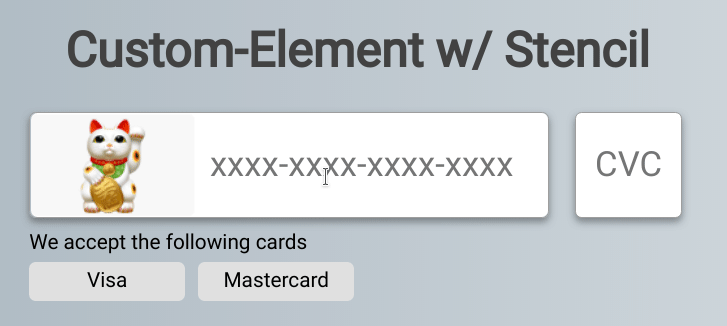 Custom-Element w/ Stencil
xxxx-xxxx-xxxx-xxxx CVC
We accept the following cards
Visa Mastercard